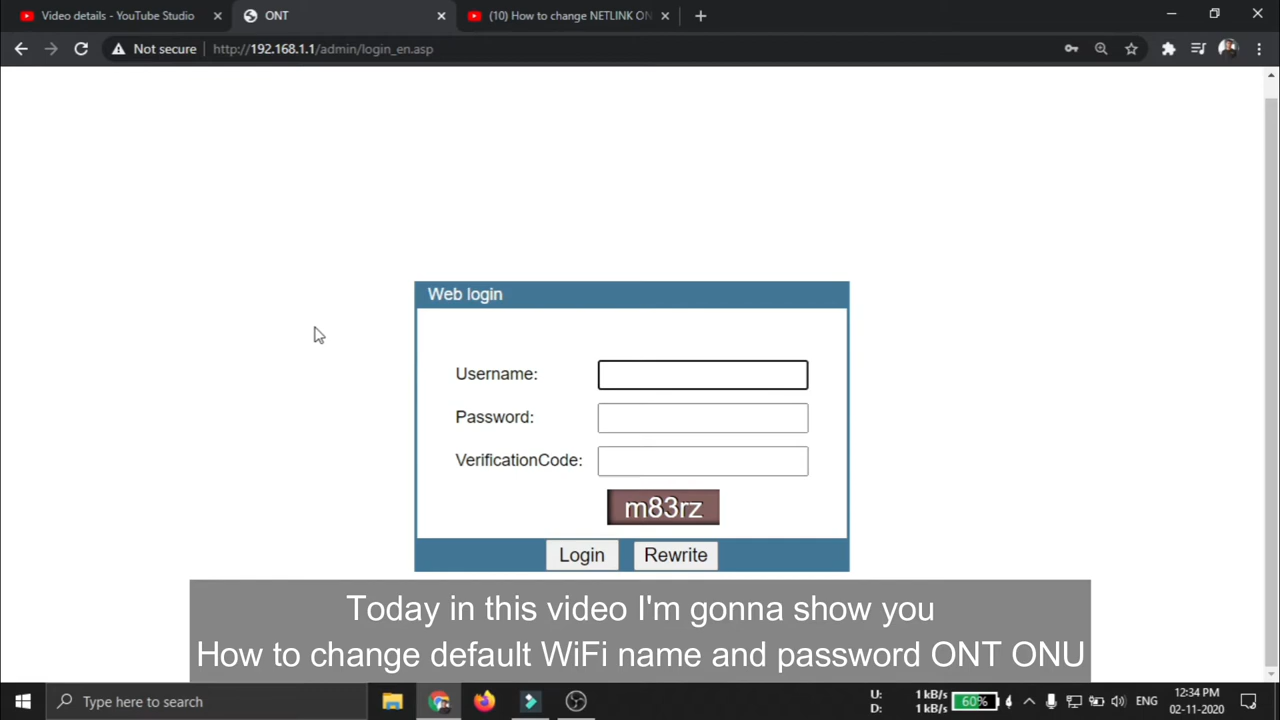 Video details - YouTube Studio
ONT
(10) How to change NETLINK ON
Not secure
http://192.168.1.1/admin/login_en.asp
Web login
Username:
Password:
VerificationCode:
m83rz
Login
Rewrite
Today in this video I'm gonna show you
How to change default WiFi name and password ONT ONU
Type here to search
U: 1 kB/s
D: 1 kB/s
60%
ENG
12:34 PM
02-11-2020